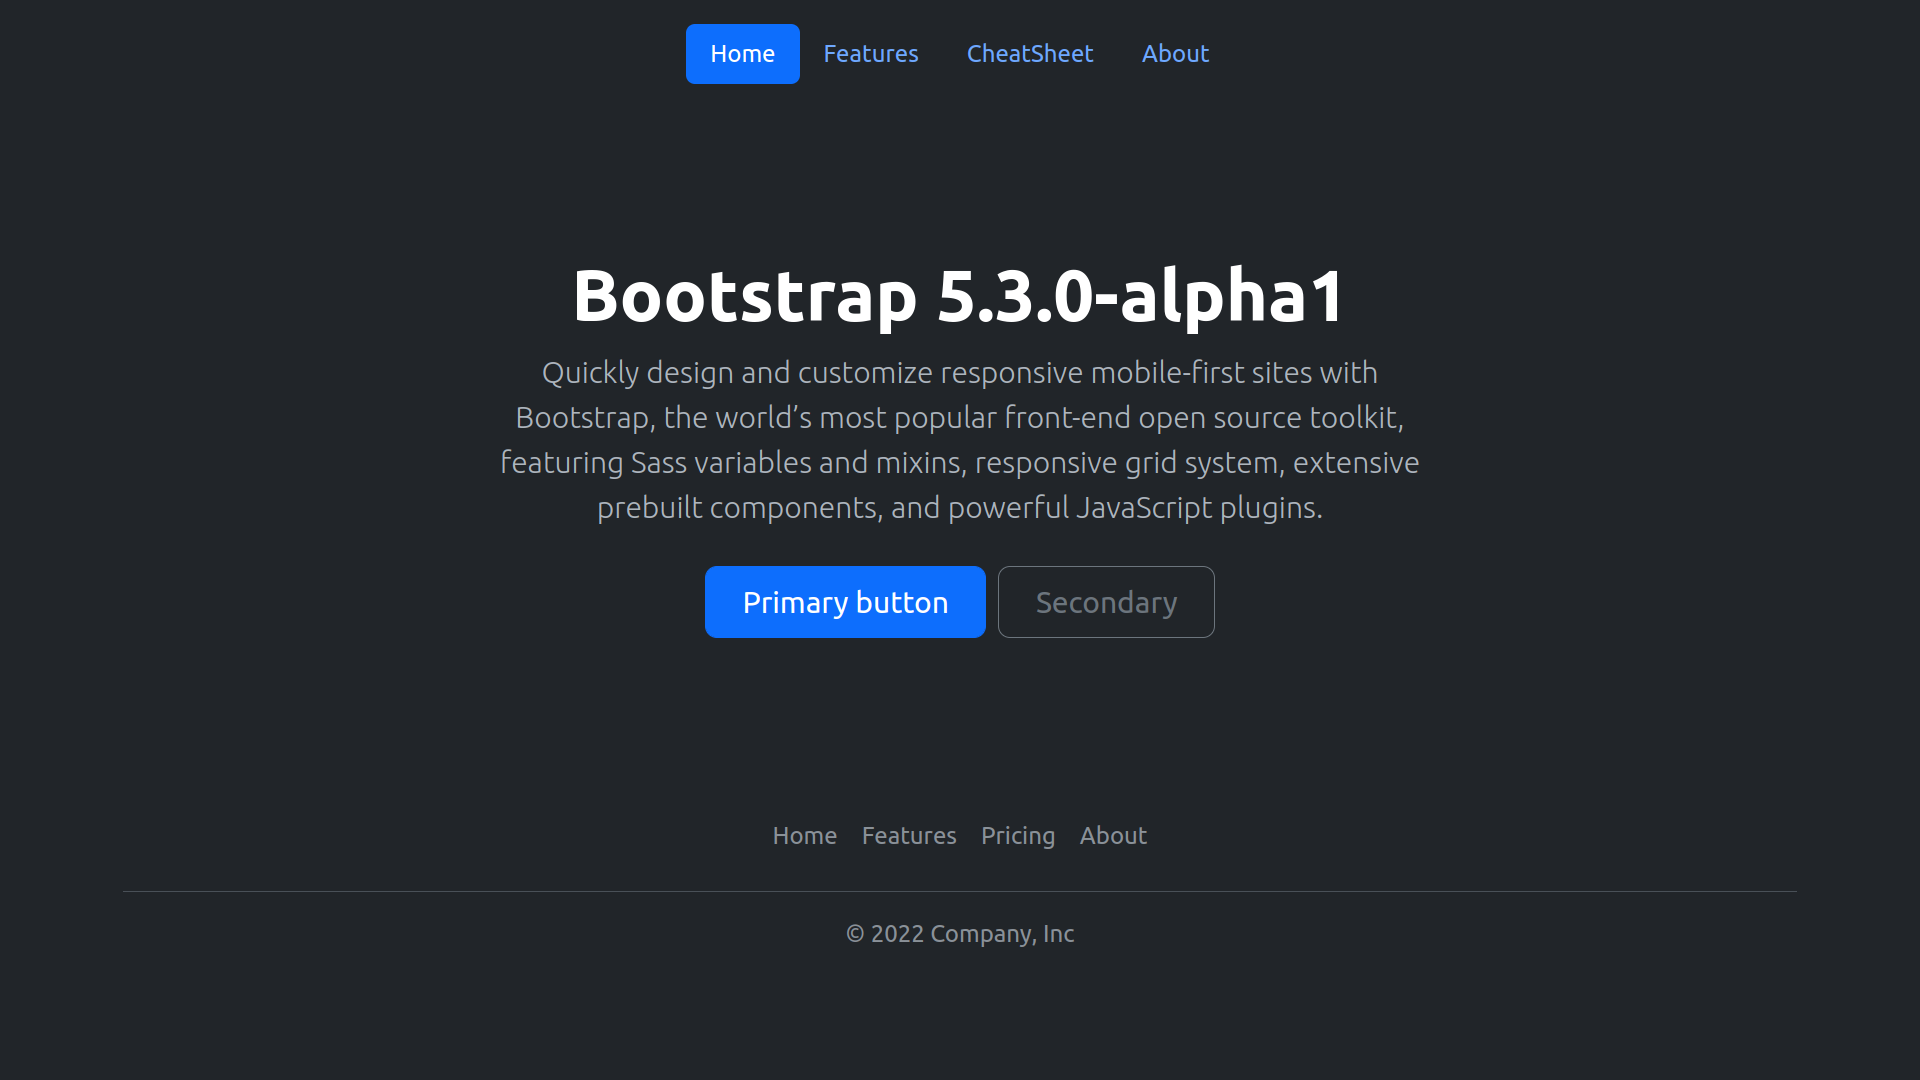 Home Features CheatSheet About
Bootstrap 5.3.0-alpha1
Quickly design and customize responsive mobile-first sites with
Bootstrap, the world’s most popular front-end open source toolkit,
featuring Sass variables and mixins, responsive grid system, extensive
prebuilt components, and powerful JavaScript plugins.
Primary button Secondary
Home Features Pricing About
© 2022 Company, Inc